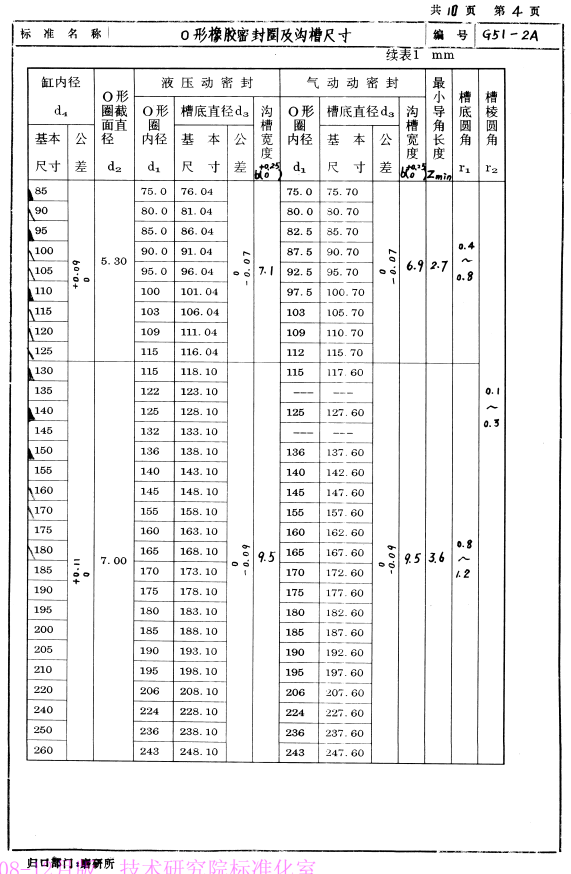 共10页 第4页
标准名称 O形橡胶密封圈及沟槽尺寸 编号 G51-2A
续表1 mm
缸内径 d₄ O形圈截面直径 d₂ 液压动密封 气动动密封 最小导角长度 Zmin 槽底圆角 r₁ 槽棱圆角 r₂
O形圈内径 d₁ 槽底直径d₃ 沟槽宽度 b(+0.25 0) O形圈内径 d₁ 槽底直径d₃ 沟槽宽度 b(+0.25 0)
基本尺寸 公差 基本尺寸 公差 基本尺寸 公差
85 75.0 76.04 75.0 75.70
90 80.0 81.04 80.0 80.70
95 85.0 86.04 82.5 85.70
100 90.0 91.04 87.5 90.70
105 +0.09 0 5.30 95.0 96.04 0 -0.07 7.1 92.5 95.70 0 -0.07 6.9 2.7 0.4～0.8
110 100 101.04 97.5 100.70
115 103 106.04 103 105.70
120 109 111.04 109 110.70
125 115 116.04 112 115.70
130 115 118.10 115 117.60
135 122 123.10 --- ---
140 125 128.10 125 127.60 0.1～0.3
145 132 133.10 --- ---
150 136 138.10 136 137.60
155 140 143.10 140 142.60
160 145 148.10 145 147.60
170 155 158.10 155 157.60
175 160 163.10 160 162.60
180 165 168.10 165 167.60
185 +0.11 0 7.00 170 173.10 0 -0.09 9.5 170 172.60 0 -0.09 9.5 3.6 0.8～1.2
190 175 178.10 175 177.60
195 180 183.10 180 182.60
200 185 188.10 185 187.60
205 190 193.10 190 192.60
210 195 198.10 195 197.60
220 206 208.10 206 207.60
240 224 228.10 224 227.60
250 236 238.10 236 237.60
260 243 248.10 243 247.60
归口部门：磨研所
技术研究院标准化室